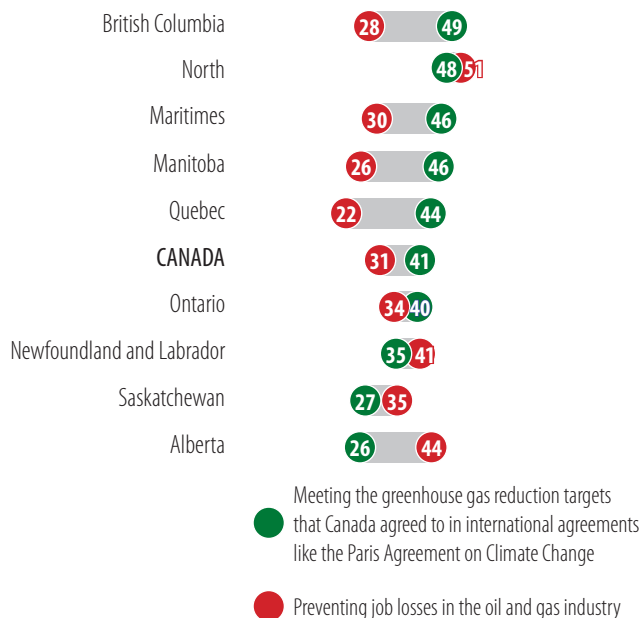 British Columbia 28 49
North 48 51
Maritimes 30 46
Manitoba 26 46
Quebec 22 44
CANADA 31 41
Ontario 34 40
Newfoundland and Labrador 35 41
Saskatchewan 27 35
Alberta 26 44
Meeting the greenhouse gas reduction targets
that Canada agreed to in international agreements
like the Paris Agreement on Climate Change
Preventing job losses in the oil and gas industry